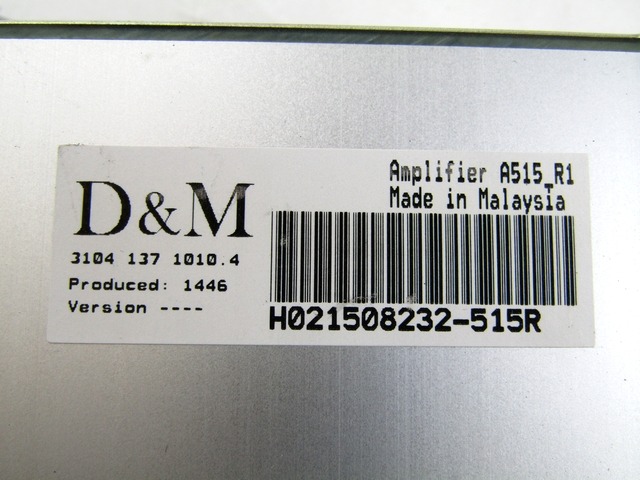 D&M
3104 137 1010.4
Produced: 1446
Version ----
Amplifier A515_R1
Made in Malaysia
H021508232-515R